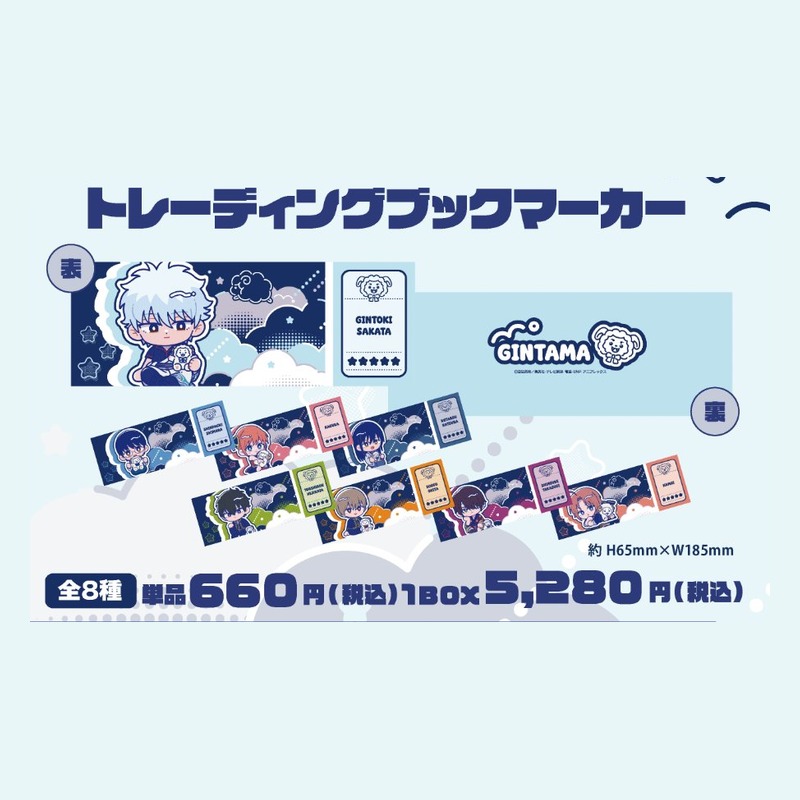 トレーディングブックマーカー
表
GINTOKI
SAKATA
GINTAMA
裏
KAGURA
約 H65mm×W185mm
全8種 単品660円(税込)1BOX5,280円(税込)